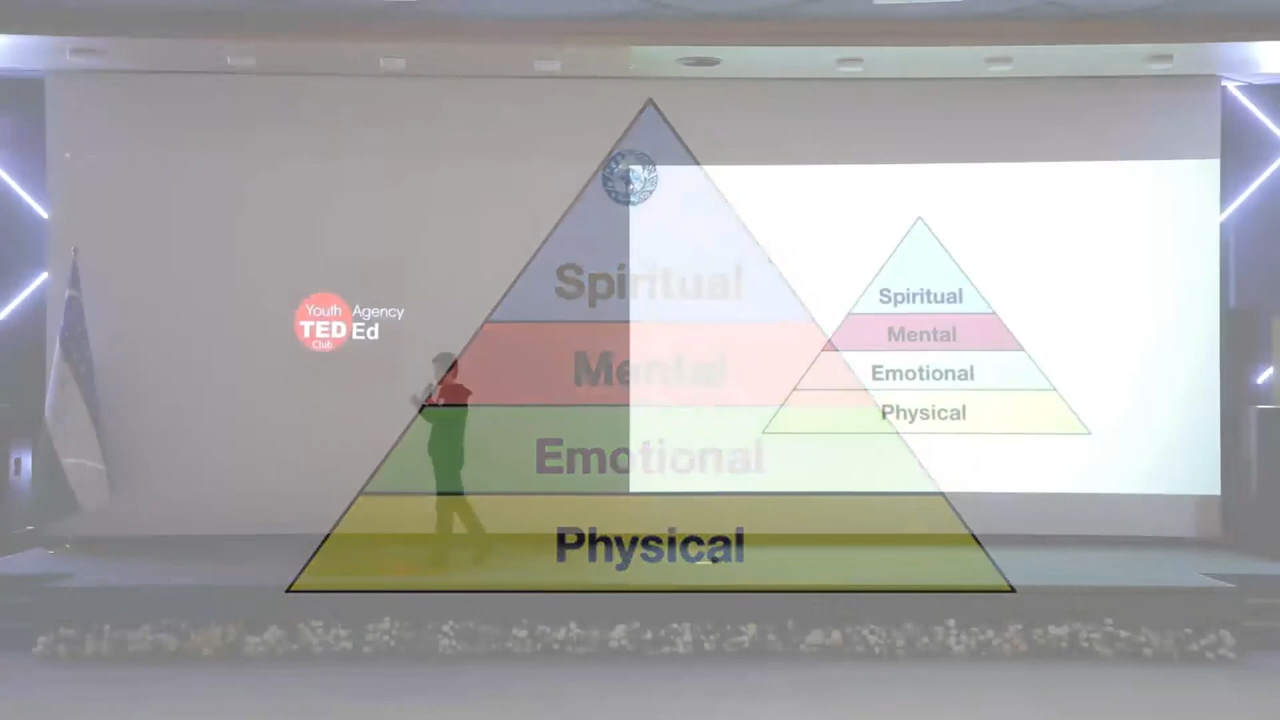 Youth Agency
TED Ed
Club
Spiritual
Mental
Emotional
Physical
Spiritual
Mental
Emotional
Physical